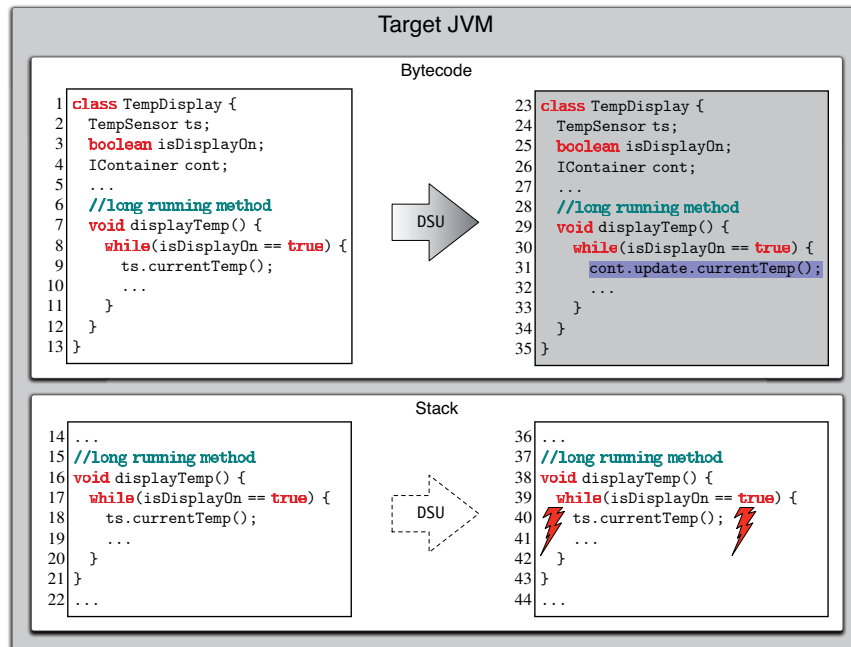 Target JVM
Bytecode
1 class TempDisplay {
2 TempSensor ts;
3 boolean isDisplayOn;
4 IContainer cont;
5 ...
6 //long running method
7 void displayTemp() {
8 while(isDisplayOn == true) {
9 ts.currentTemp();
10 ...
11 }
12 }
13 }
DSU
23 class TempDisplay {
24 TempSensor ts;
25 boolean isDisplayOn;
26 IContainer cont;
27 ...
28 //long running method
29 void displayTemp() {
30 while(isDisplayOn == true) {
31 cont.update.currentTemp();
32 ...
33 }
34 }
35 }
Stack
14 ...
15 //long running method
16 void displayTemp() {
17 while(isDisplayOn == true) {
18 ts.currentTemp();
19 ...
20 }
21 }
22 ...
DSU
36 ...
37 //long running method
38 void displayTemp() {
39 while(isDisplayOn == true) {
40 ts.currentTemp();
41 ...
42 }
43 }
44 ...